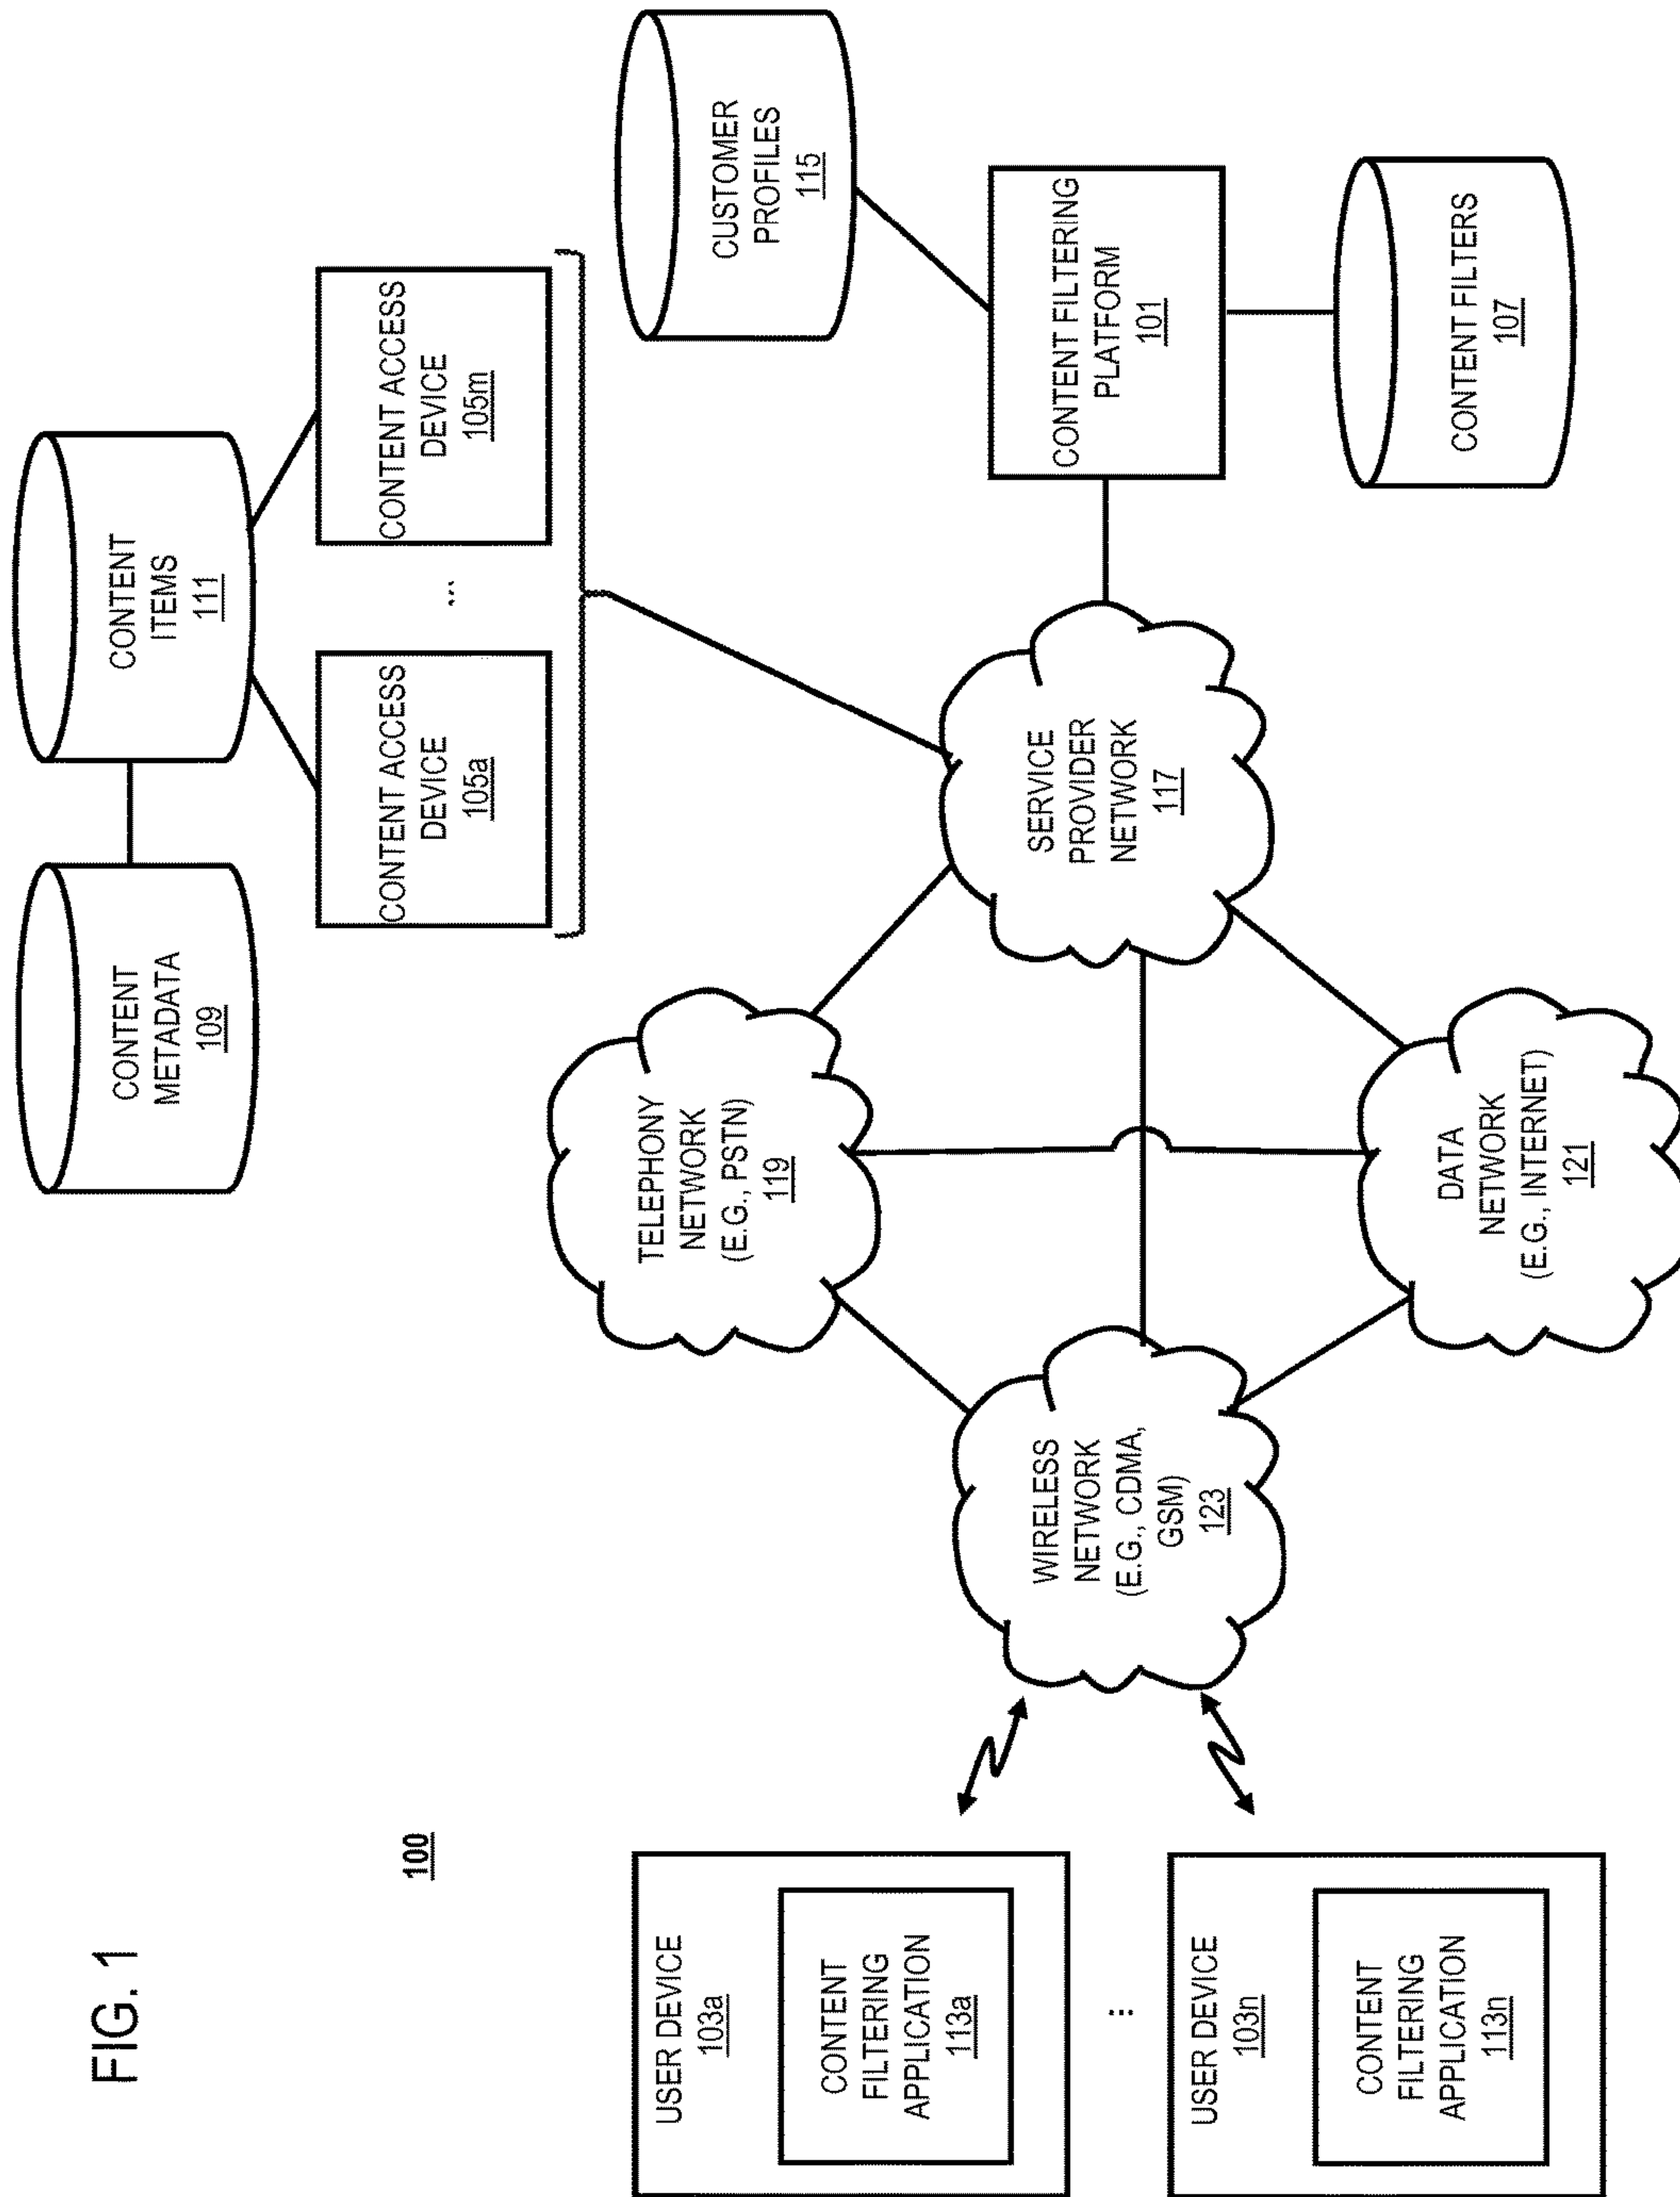 FIG. 1
100
CONTENT
METADATA
109
CONTENT
ITEMS
111
CONTENT ACCESS
DEVICE
105a
...
CONTENT ACCESS
DEVICE
105m
USER DEVICE
103a
CONTENT
FILTERING
APPLICATION
113a
...
USER DEVICE
103n
CONTENT
FILTERING
APPLICATION
113n
WIRELESS
NETWORK
(E.G., CDMA,
GSM)
123
TELEPHONY
NETWORK
(E.G., PSTN)
119
DATA
NETWORK
(E.G., INTERNET)
121
SERVICE
PROVIDER
NETWORK
117
CUSTOMER
PROFILES
115
CONTENT FILTERING
PLATFORM
101
CONTENT FILTERS
107